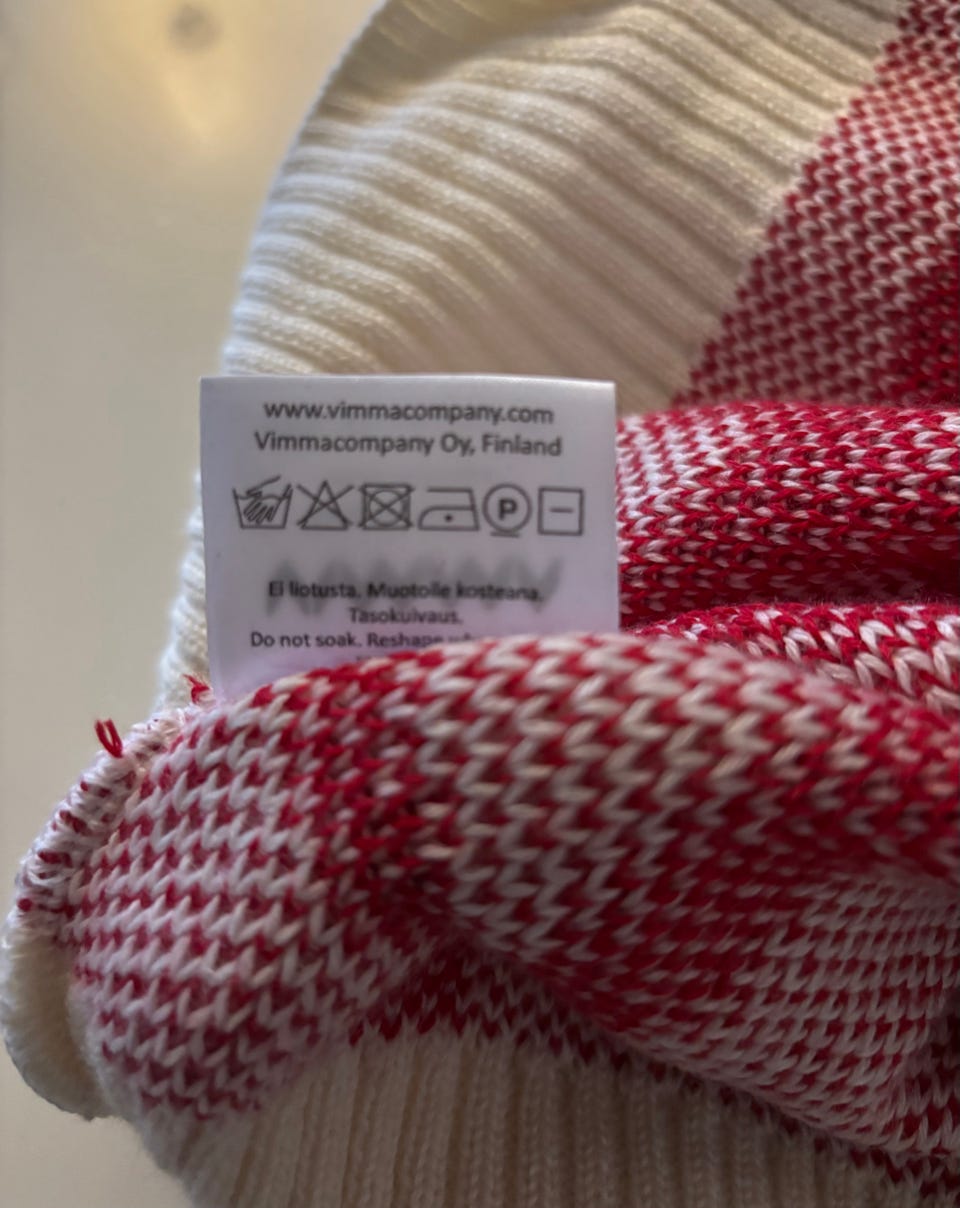 www.vimmacompany.com
Vimmacompany Oy, Finland
P
Ei liotusta. Muotoile kosteana.
Tasokuivaus.
Do not soak. Reshape